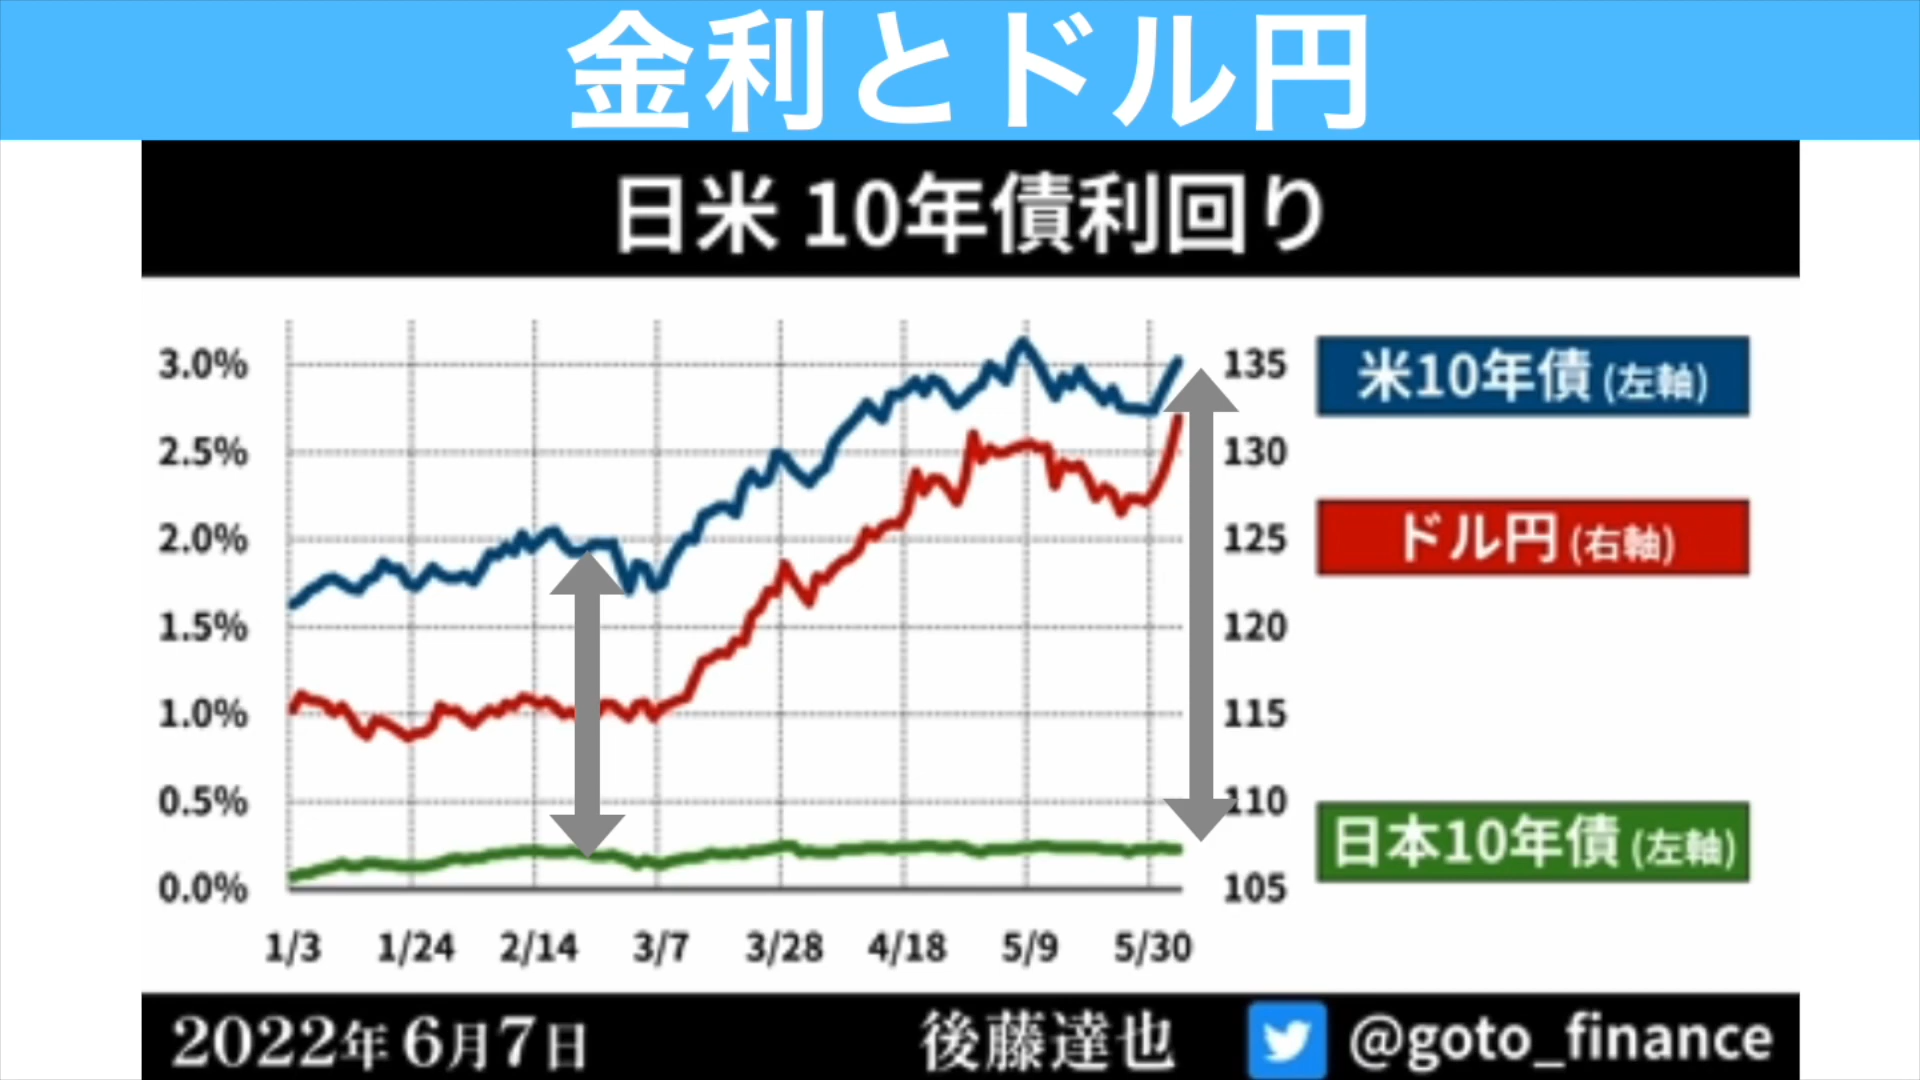 金利とドル円
日米 10年債利回り
3.0%
2.5%
2.0%
1.5%
1.0%
0.5%
0.0%
135
130
125
120
115
110
105
1/3 1/24 2/14 3/7 3/28 4/18 5/9 5/30
米10年債 (左軸)
ドル円 (右軸)
日本10年債 (左軸)
2022年6月7日 後藤達也 @goto_finance